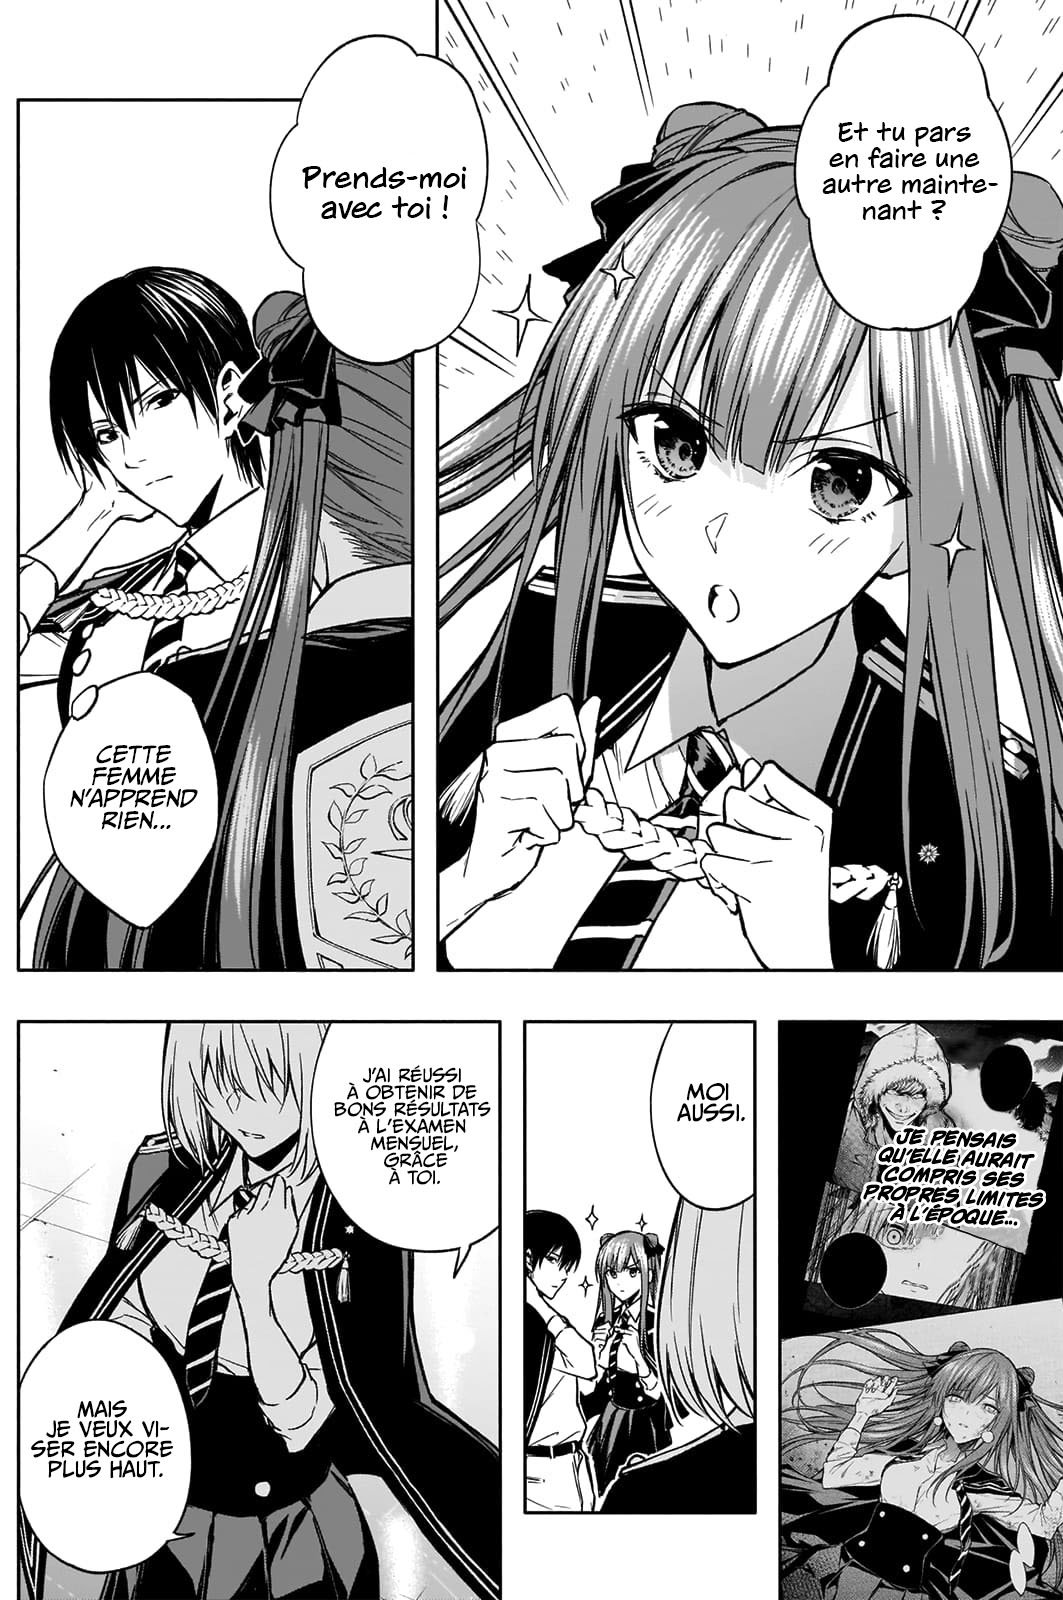 Et tu pars
en faire une
autre mainte-
nant ?
Prends-moi
avec toi !
CETTE
FEMME
N'APPREND
RIEN...
JE PENSAIS
QU'ELLE AURAIT
COMPRIS SES
PROPRES LIMITES
À L'ÉPOQUE...
MOI
AUSSI.
J'AI RÉUSSI
À OBTENIR DE
BONS RÉSULTATS
À L'EXAMEN
MENSUEL,
GRÂCE
À TOI.
MAIS
JE VEUX VI-
SER ENCORE
PLUS HAUT.